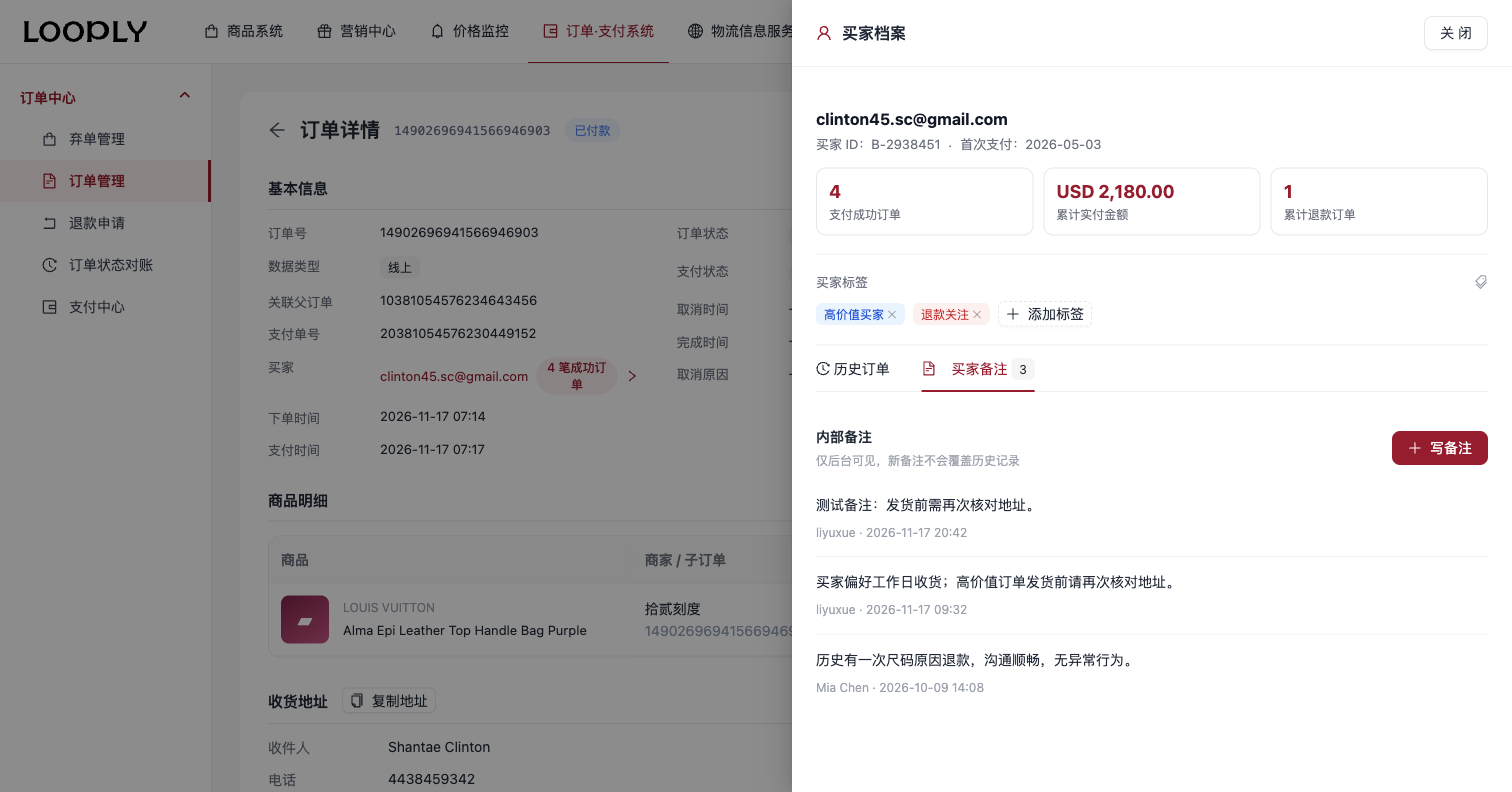 LOOPLY
商品系统
营销中心
价格监控
订单·支付系统
物流信息服务
订单中心
弃单管理
订单管理
退款申请
订单状态对账
支付中心
订单详情 14902696941566946903 已付款
基本信息
订单号 14902696941566946903 订单状态
数据类型 线上 支付状态
关联父订单 10381054576234643456 取消时间
支付单号 20381054576230449152 完成时间
买家 clinton45.sc@gmail.com 4 笔成功订单 取消原因
下单时间 2026-11-17 07:14
支付时间 2026-11-17 07:17
商品明细
商品 商家 / 子订单
LOUIS VUITTON
Alma Epi Leather Top Handle Bag Purple
拾贰刻度
149026969415669469
收货地址 复制地址
收件人 Shantae Clinton
电话 4438459342
买家档案
关 闭
clinton45.sc@gmail.com
买家 ID：B-2938451 · 首次支付：2026-05-03
4
支付成功订单
USD 2,180.00
累计实付金额
1
累计退款订单
买家标签
高价值买家 × 退款关注 × + 添加标签
历史订单 买家备注 3
内部备注
仅后台可见，新备注不会覆盖历史记录
+ 写备注
测试备注：发货前需再次核对地址。
liyuxue · 2026-11-17 20:42
买家偏好工作日收货；高价值订单发货前请再次核对地址。
liyuxue · 2026-11-17 09:32
历史有一次尺码原因退款，沟通顺畅，无异常行为。
Mia Chen · 2026-10-09 14:08